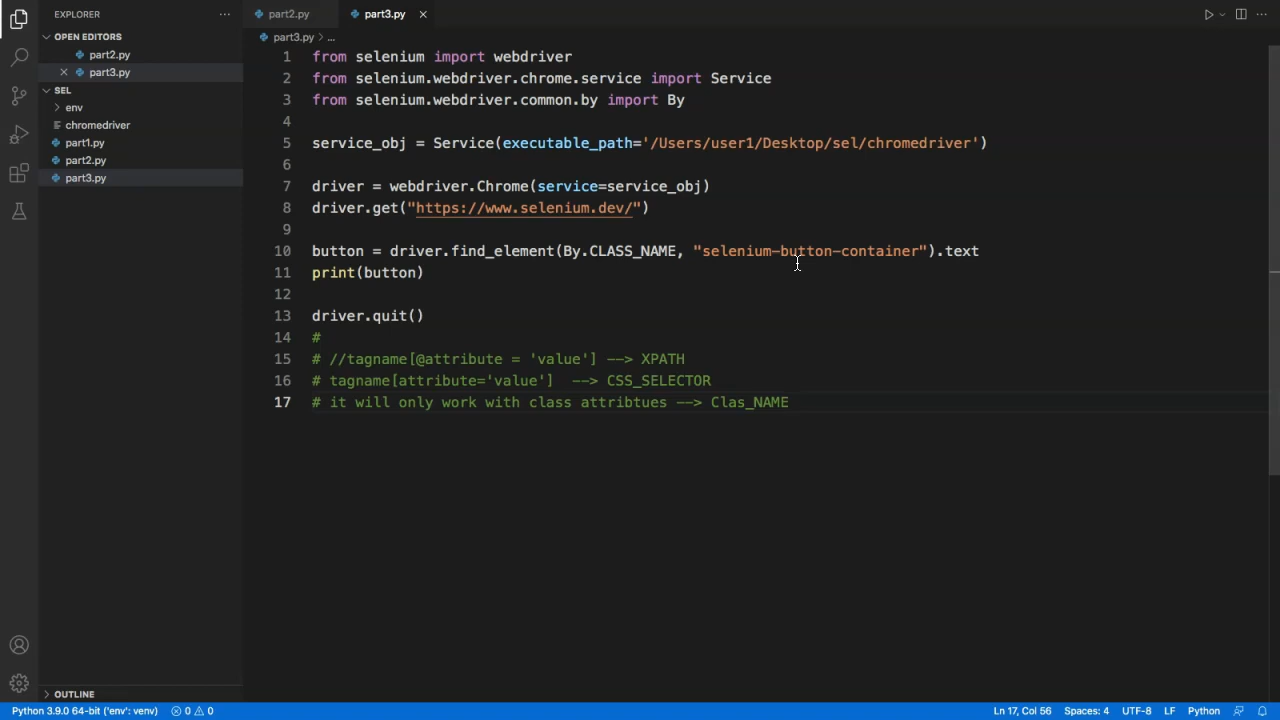 EXPLORER
···
part2.py
part3.py
···
OPEN EDITORS
part2.py
part3.py
SEL
env
chromedriver
part1.py
part2.py
part3.py
part3.py > ...
1 from selenium import webdriver
2 from selenium.webdriver.chrome.service import Service
3 from selenium.webdriver.common.by import By
4
5 service_obj = Service(executable_path='/Users/user1/Desktop/sel/chromedriver')
6
7 driver = webdriver.Chrome(service=service_obj)
8 driver.get("https://www.selenium.dev/")
9
10 button = driver.find_element(By.CLASS_NAME, "selenium-button-container").text
11 print(button)
12
13 driver.quit()
14 #
15 # //tagname[@attribute = 'value'] --> XPATH
16 # tagname[attribute='value']  --> CSS_SELECTOR
17 # it will only work with class attribtues --> Clas_NAME
OUTLINE
Python 3.9.0 64-bit ('env': venv)
0
0
Ln 17, Col 56
Spaces: 4
UTF-8
LF
Python